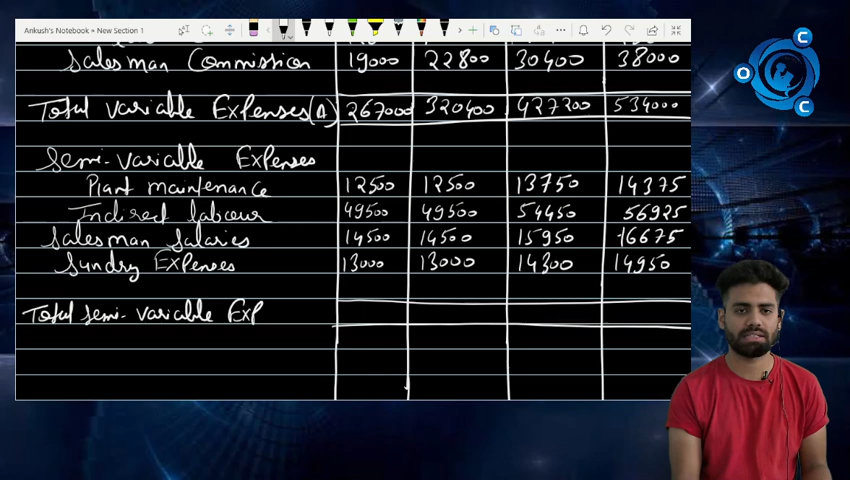 Ankush's Notebook > New Section 1
Salesman Commission 19000 22800 30400 38000
Total Variable Expenses(A) 267000 320400 427200 534000
Semi-Variable Expenses
Plant maintenance 12500 12500 13750 14375
Indirect labour 49500 49500 54450 56925
Salesman Salaries 14500 14500 15950 16675
Sundry Expenses 13000 13000 14300 14950
Total semi-variable Exp
O C C